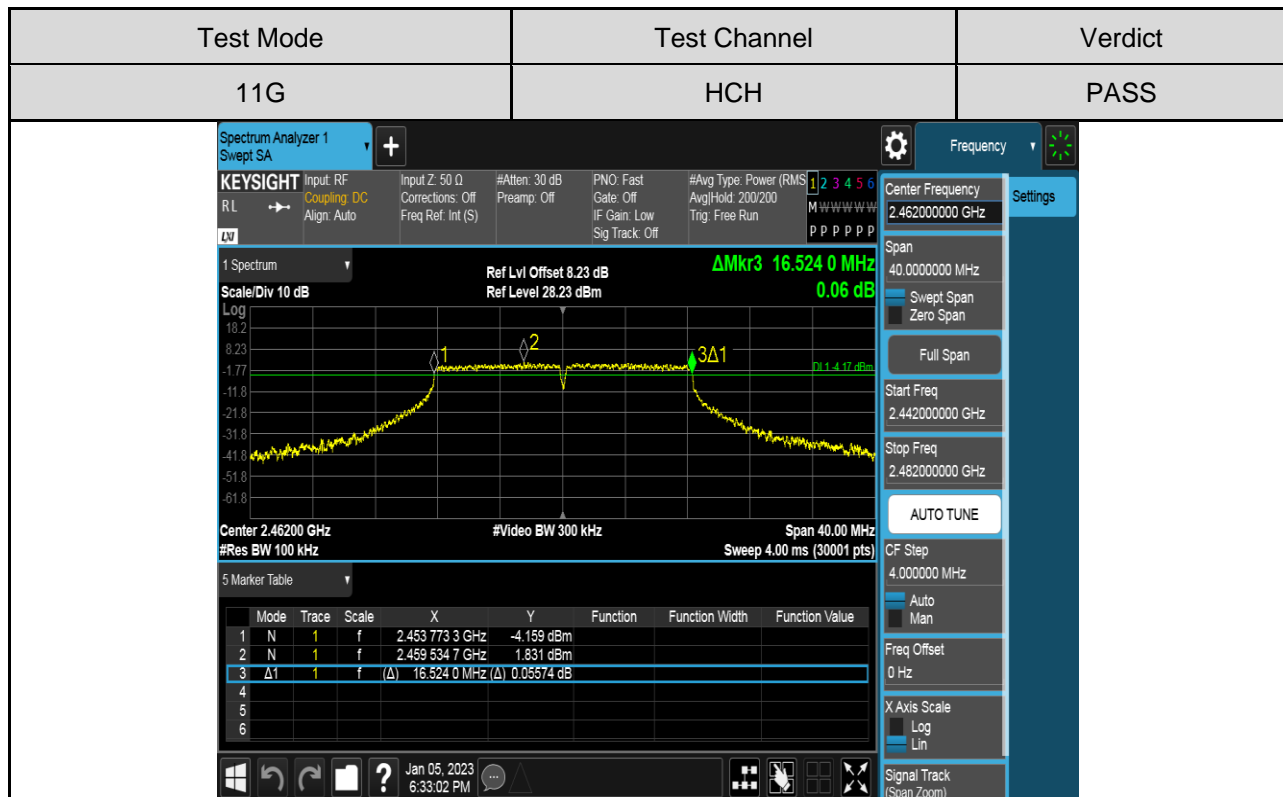 Test Mode Test Channel Verdict
11G HCH PASS
Spectrum Analyzer 1
Swept SA
Frequency
KEYSIGHT
RL
LXI
Input: RF
Coupling: DC
Align: Auto
Input Z: 50 Ω
Corrections: Off
Freq Ref: Int (S)
#Atten: 30 dB
Preamp: Off
PNO: Fast
Gate: Off
IF Gain: Low
Sig Track: Off
#Avg Type: Power (RMS
Avg|Hold: 200/200
Trig: Free Run
1 2 3 4 5 6
M W W W W W
P P P P P P
1 Spectrum
Scale/Div 10 dB
Ref Lvl Offset 8.23 dB
Ref Level 28.23 dBm
ΔMkr3 16.524 0 MHz
0.06 dB
Log
18.2
8.23
-1.77
-11.8
-21.8
-31.8
-41.8
-51.8
-61.8
1
2
3Δ1
DL1 -4.17 dBm
Center 2.46200 GHz #Video BW 300 kHz Span 40.00 MHz
#Res BW 100 kHz Sweep 4.00 ms (30001 pts)
5 Marker Table
Mode Trace Scale X Y Function Function Width Function Value
1 N 1 f 2.453 773 3 GHz -4.159 dBm
2 N 1 f 2.459 534 7 GHz 1.831 dBm
3 Δ1 1 f (Δ) 16.524 0 MHz (Δ) 0.05574 dB
4
5
6
Jan 05, 2023
6:33:02 PM
Center Frequency
2.462000000 GHz
Settings
Span
40.0000000 MHz
Swept Span
Zero Span
Full Span
Start Freq
2.442000000 GHz
Stop Freq
2.482000000 GHz
AUTO TUNE
CF Step
4.000000 MHz
Auto
Man
Freq Offset
0 Hz
X Axis Scale
Log
Lin
Signal Track
(Span Zoom)